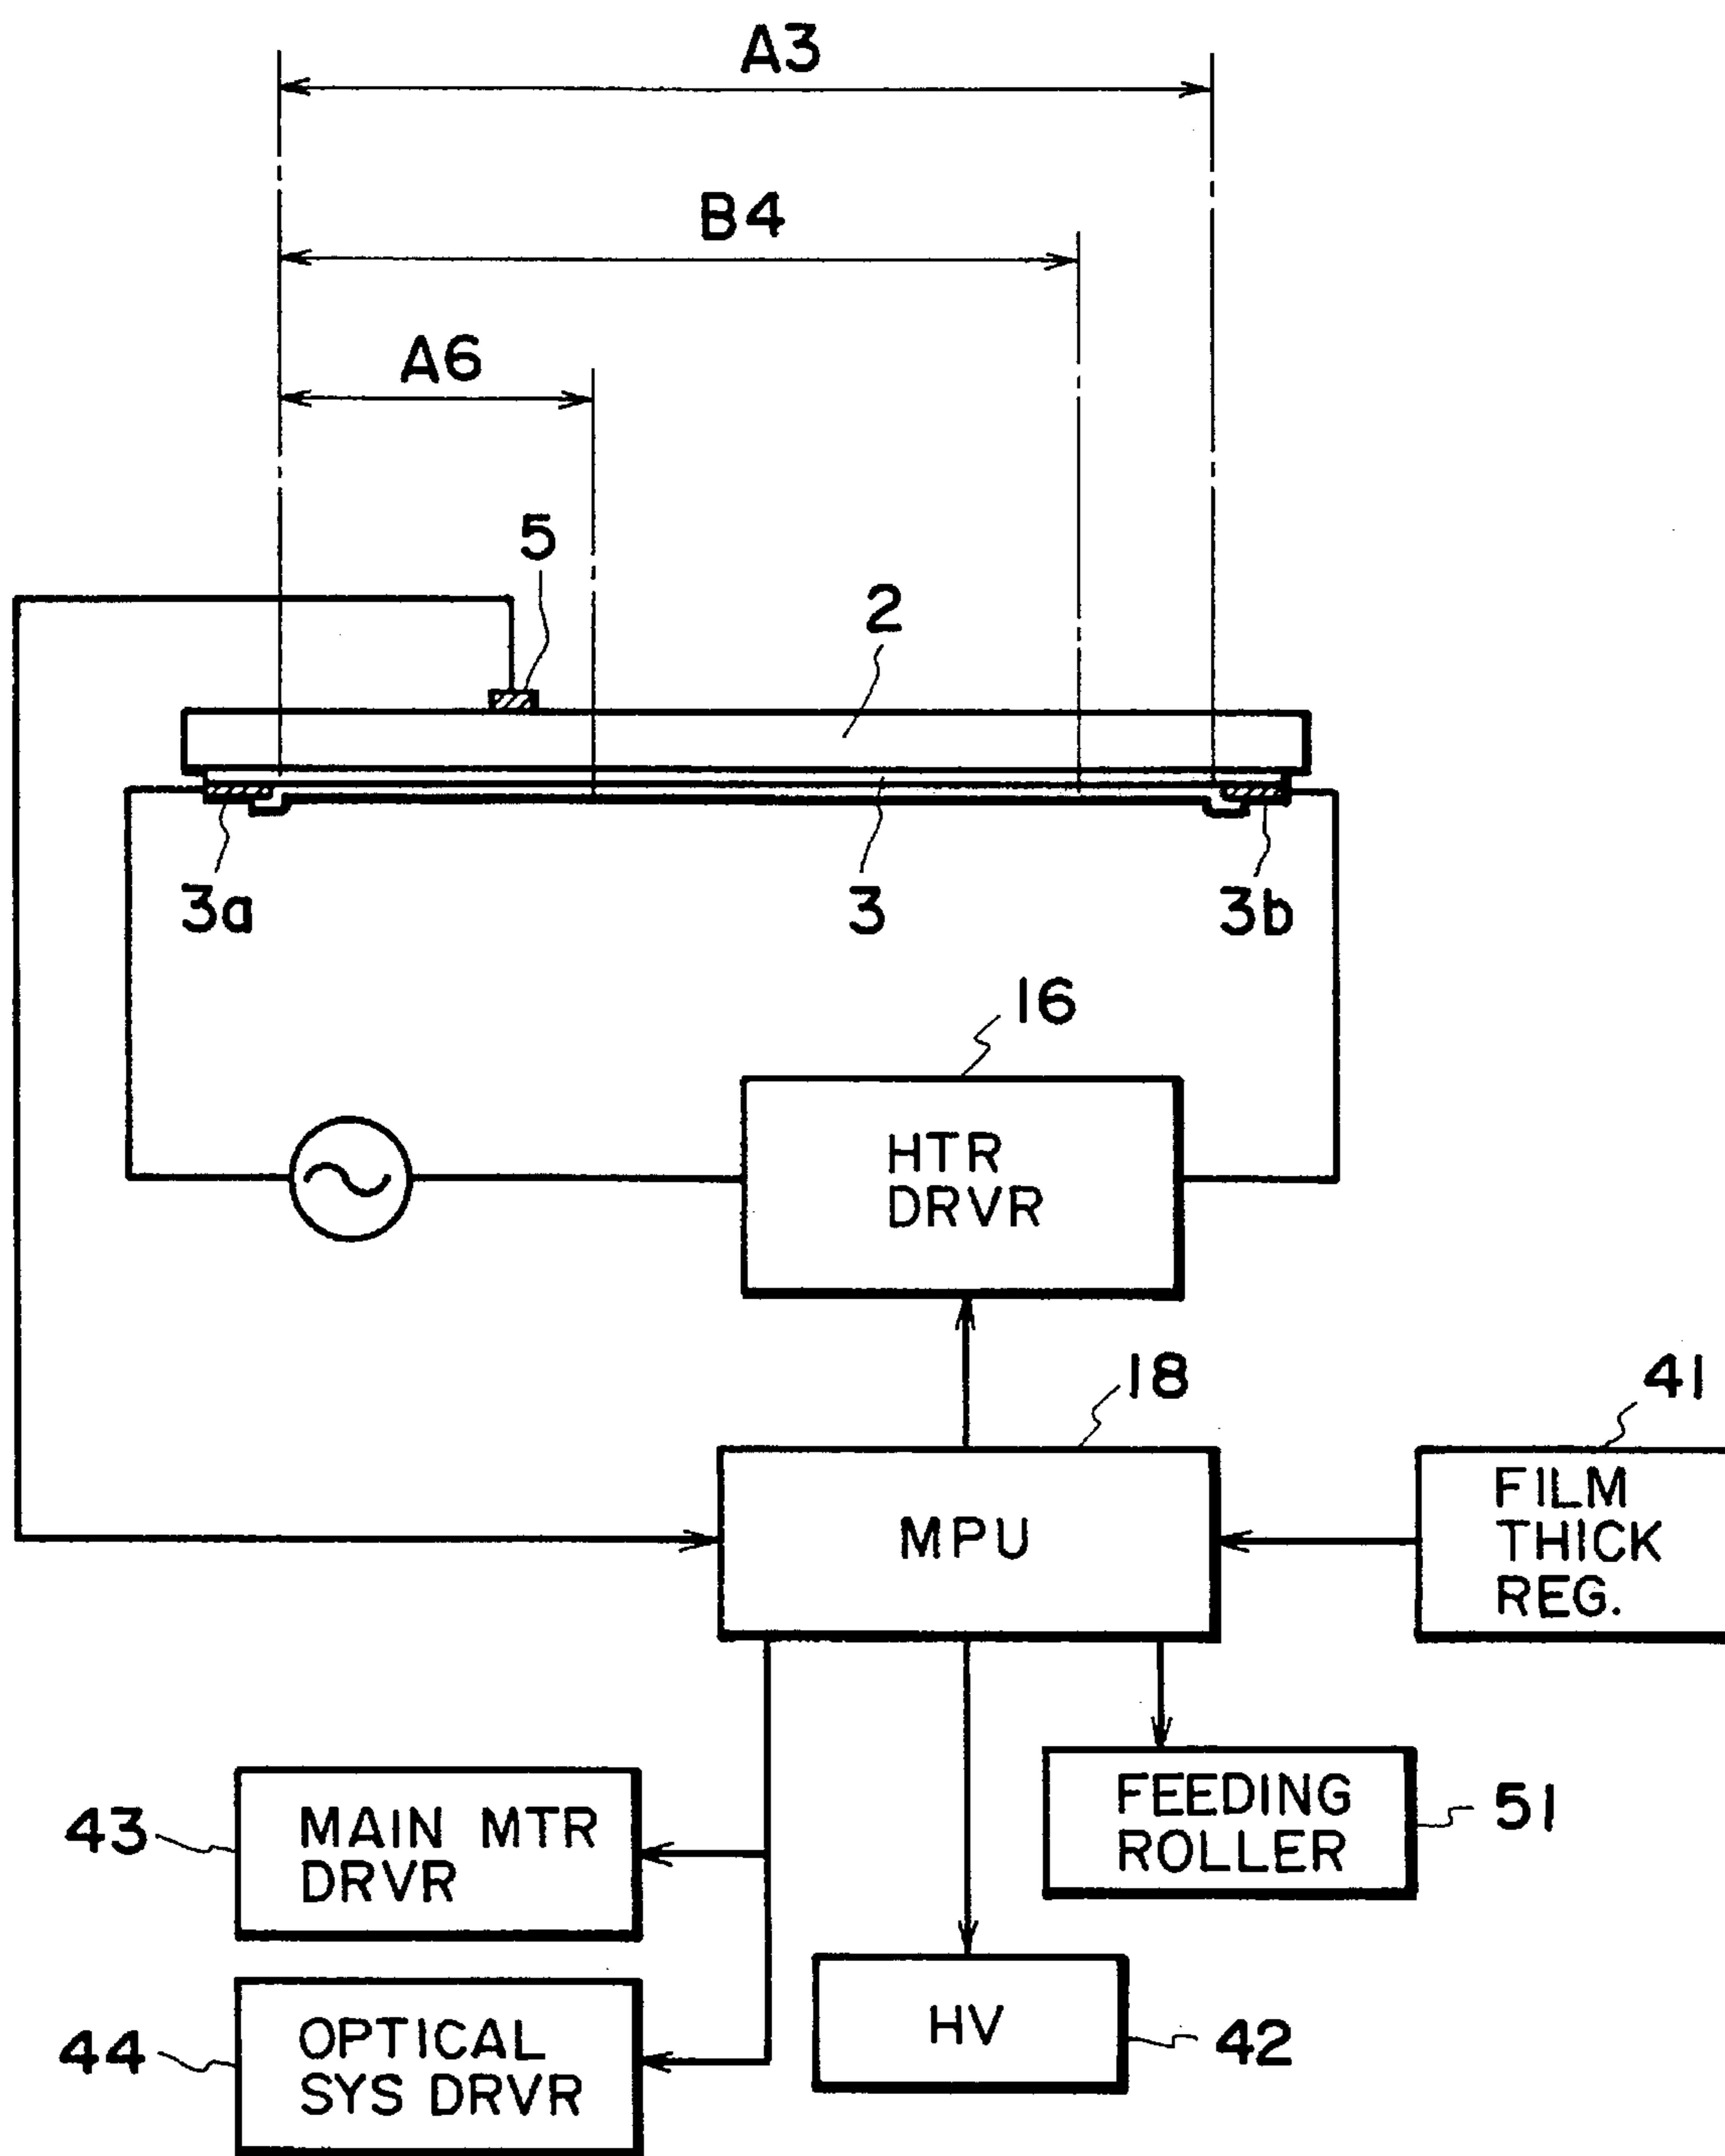 A3
B4
A6
5
2
3a
3
3b
16
HTR
DRVR
18
41
MPU
FILM
THICK
REG.
43
MAIN MTR
DRVR
FEEDING
ROLLER
51
44
OPTICAL
SYS DRVR
HV
42